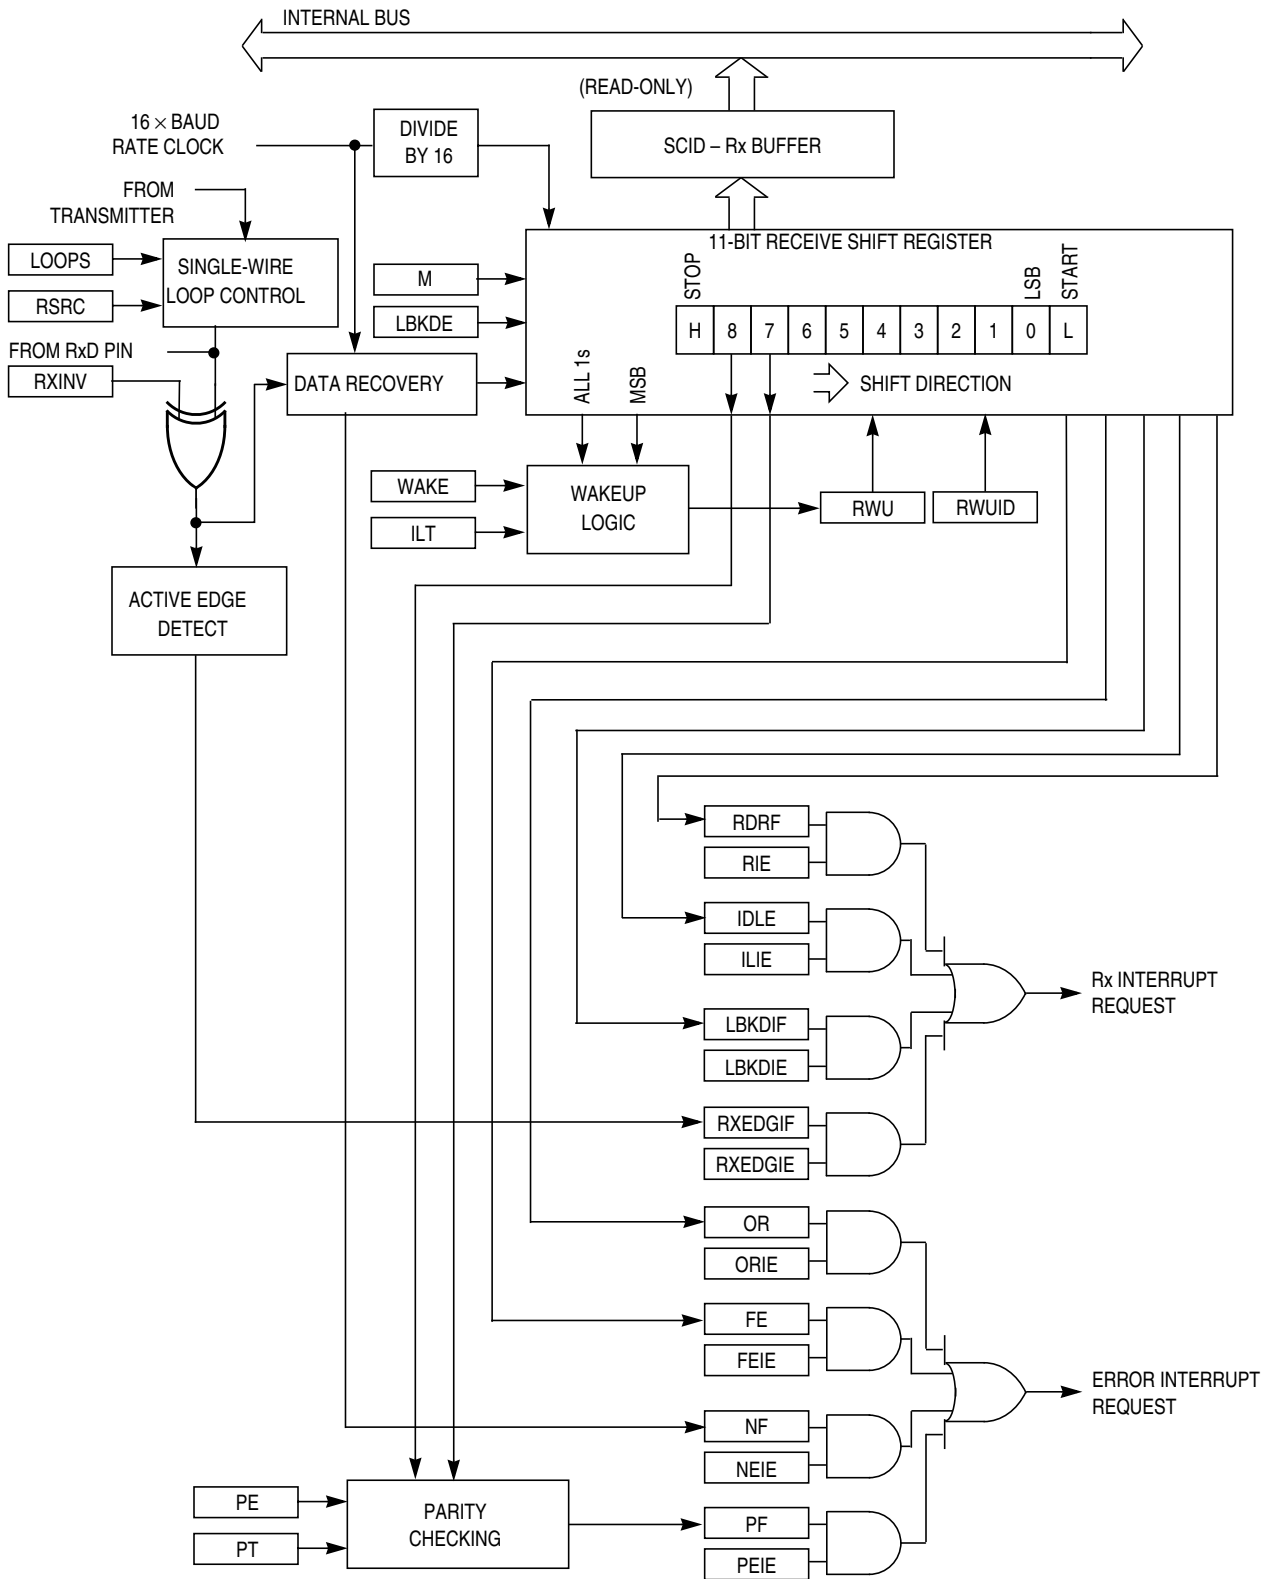 INTERNAL BUS
(READ-ONLY)
16 × BAUD
RATE CLOCK
DIVIDE
BY 16
SCID – Rx BUFFER
FROM
TRANSMITTER
11-BIT RECEIVE SHIFT REGISTER
LOOPS
SINGLE-WIRE
LOOP CONTROL
RSRC
M
LBKDE
STOP
LSB
START
H 8 7 6 5 4 3 2 1 0 L
FROM RxD PIN
RXINV
DATA RECOVERY
ALL 1s
MSB
SHIFT DIRECTION
WAKE
ILT
WAKEUP
LOGIC
RWU
RWUID
ACTIVE EDGE
DETECT
RDRF
RIE
IDLE
ILIE
Rx INTERRUPT
REQUEST
LBKDIF
LBKDIE
RXEDGIF
RXEDGIE
OR
ORIE
FE
FEIE
ERROR INTERRUPT
REQUEST
NF
NEIE
PE
PT
PARITY
CHECKING
PF
PEIE